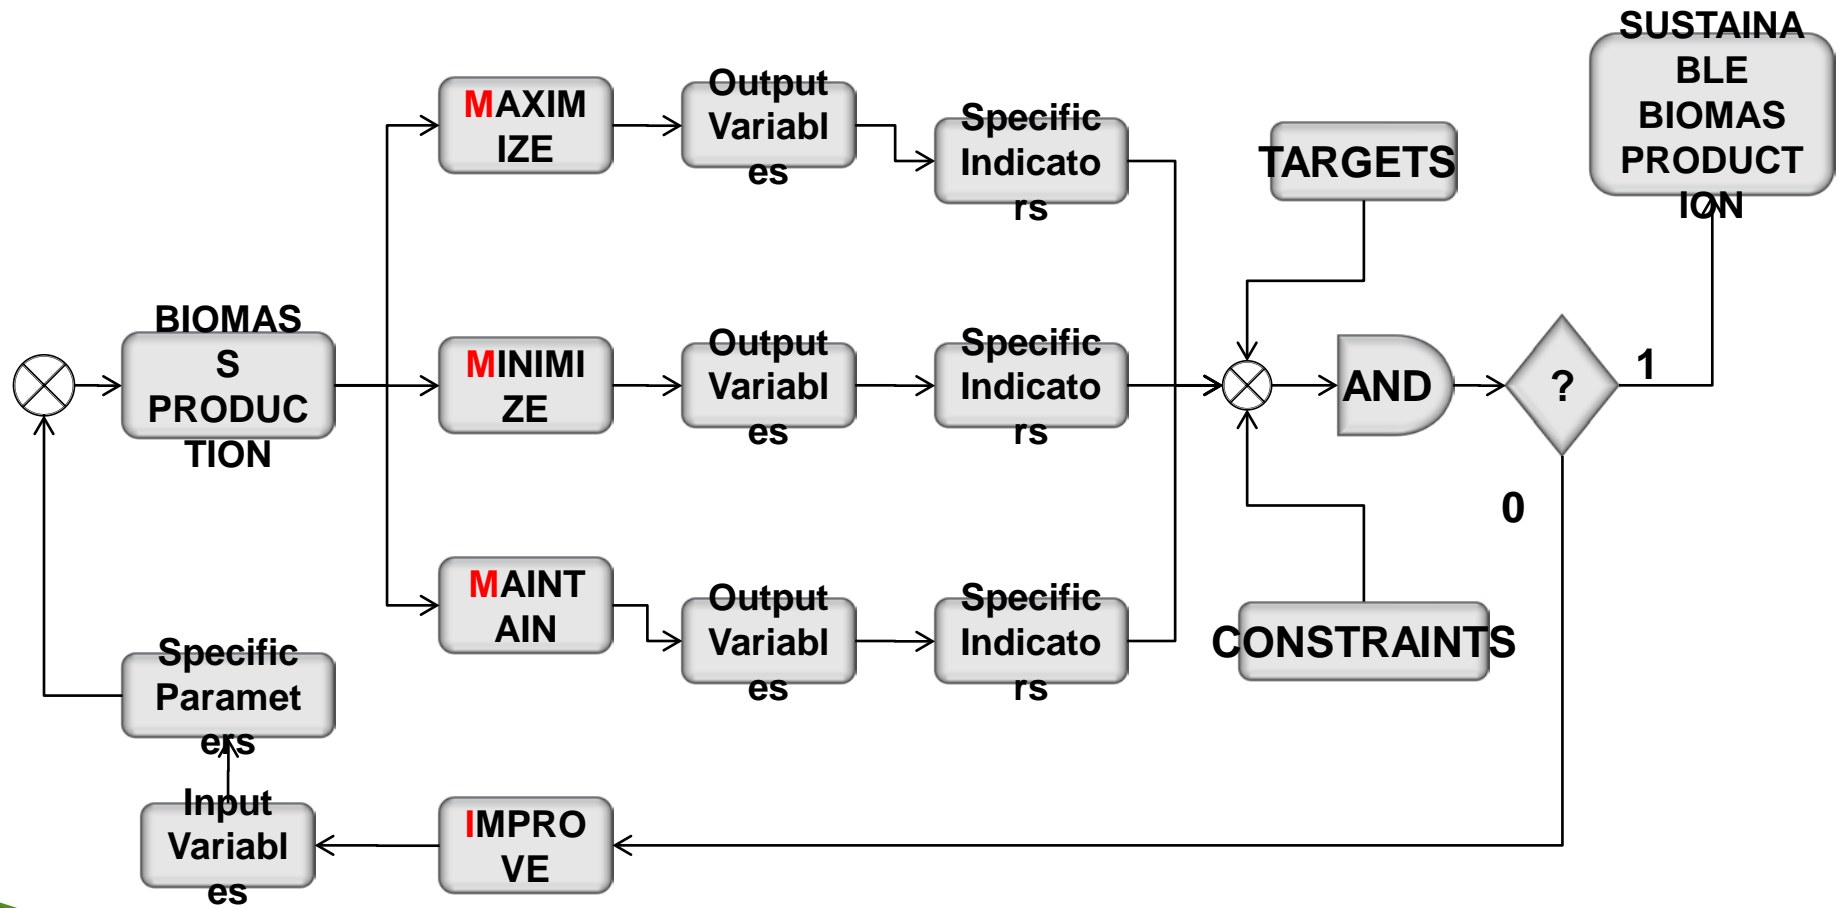 SUSTAINA
BLE
BIOMAS
PRODUCT
ION
MAXIM
IZE
Output
Variabl
es
Specific
Indicato
rs
TARGETS
BIOMAS
S
PRODUC
TION
MINIMI
ZE
Output
Variabl
es
Specific
Indicato
rs
AND
?
1
0
MAINT
AIN
Output
Variabl
es
Specific
Indicato
rs
CONSTRAINTS
Specific
Paramet
ers
Input
Variabl
es
IMPRO
VE